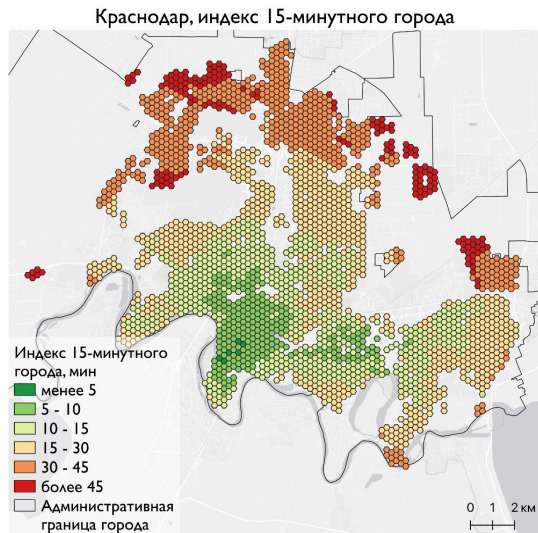 Краснодар, индекс 15-минутного города
Индекс 15-минутного
города, мин
менее 5
5 - 10
10 - 15
15 - 30
30 - 45
более 45
Административная
граница города
0 1 2 км